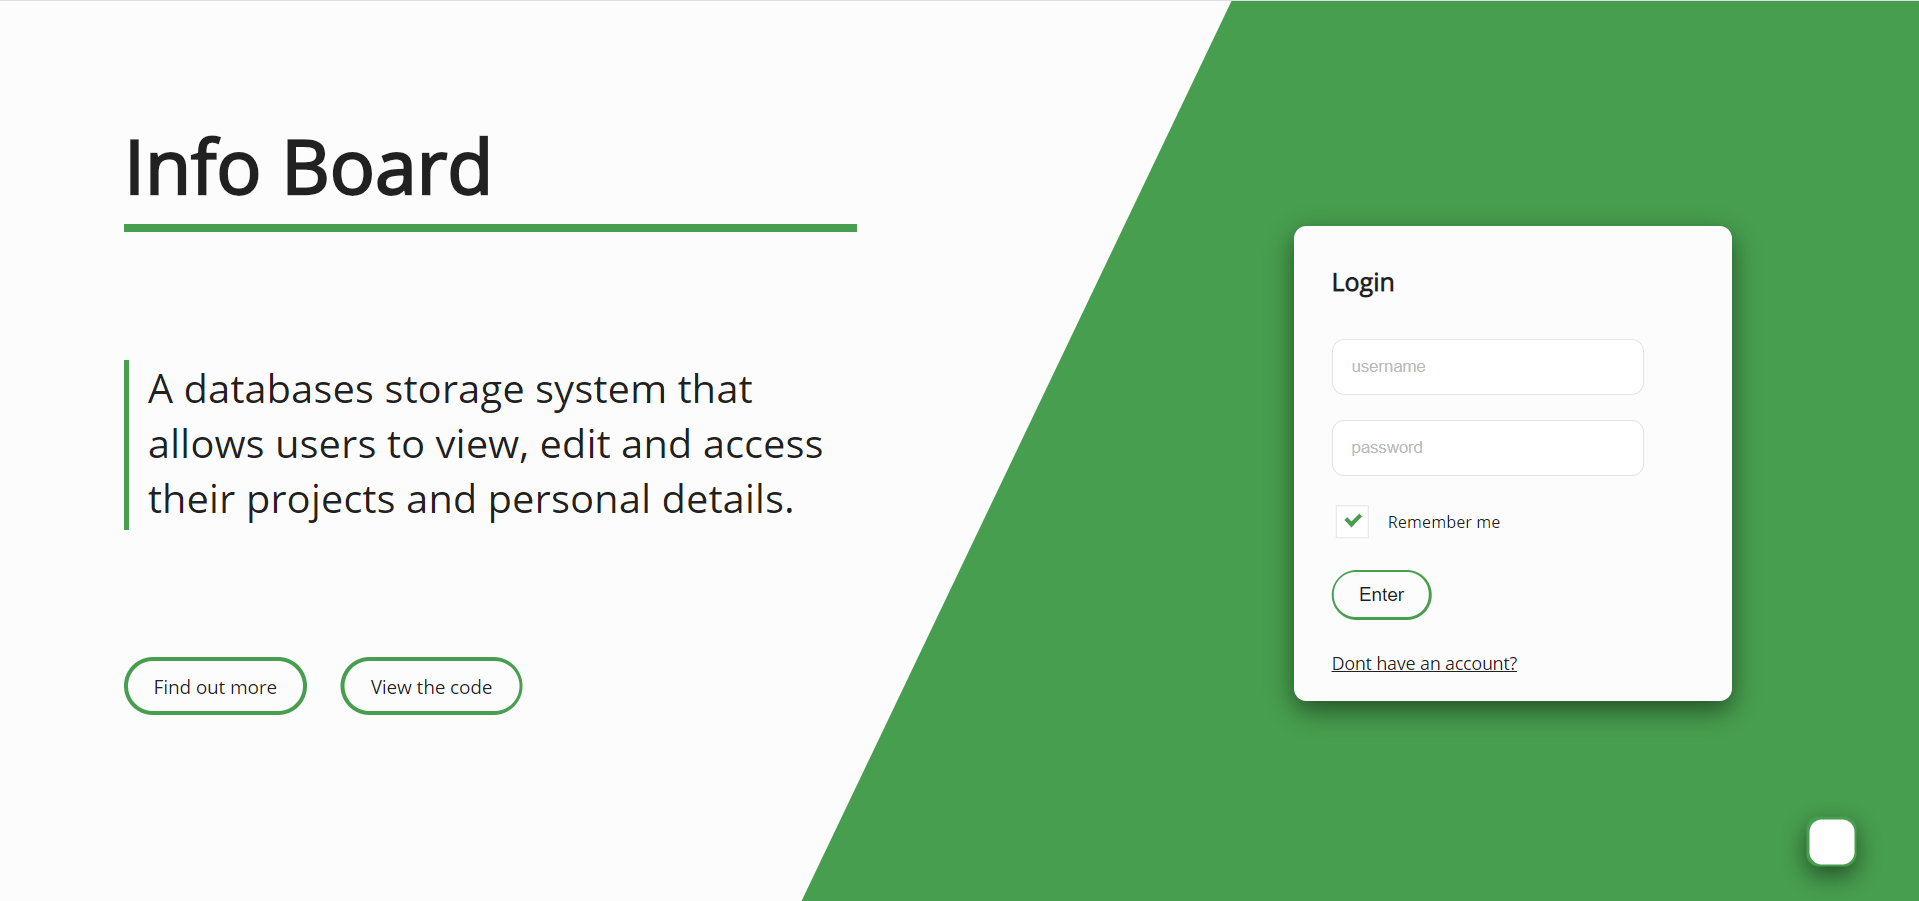 Info Board
A databases storage system that
allows users to view, edit and access
their projects and personal details.
Find out more
View the code
Login
username
password
Remember me
Enter
Dont have an account?